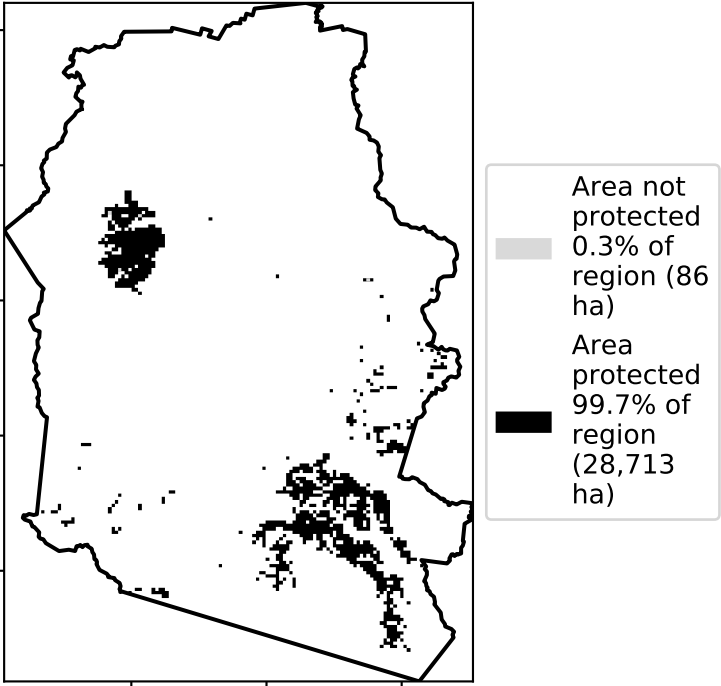 Area not
protected
0.3% of
region (86
ha)
Area
protected
99.7% of
region
(28,713
ha)